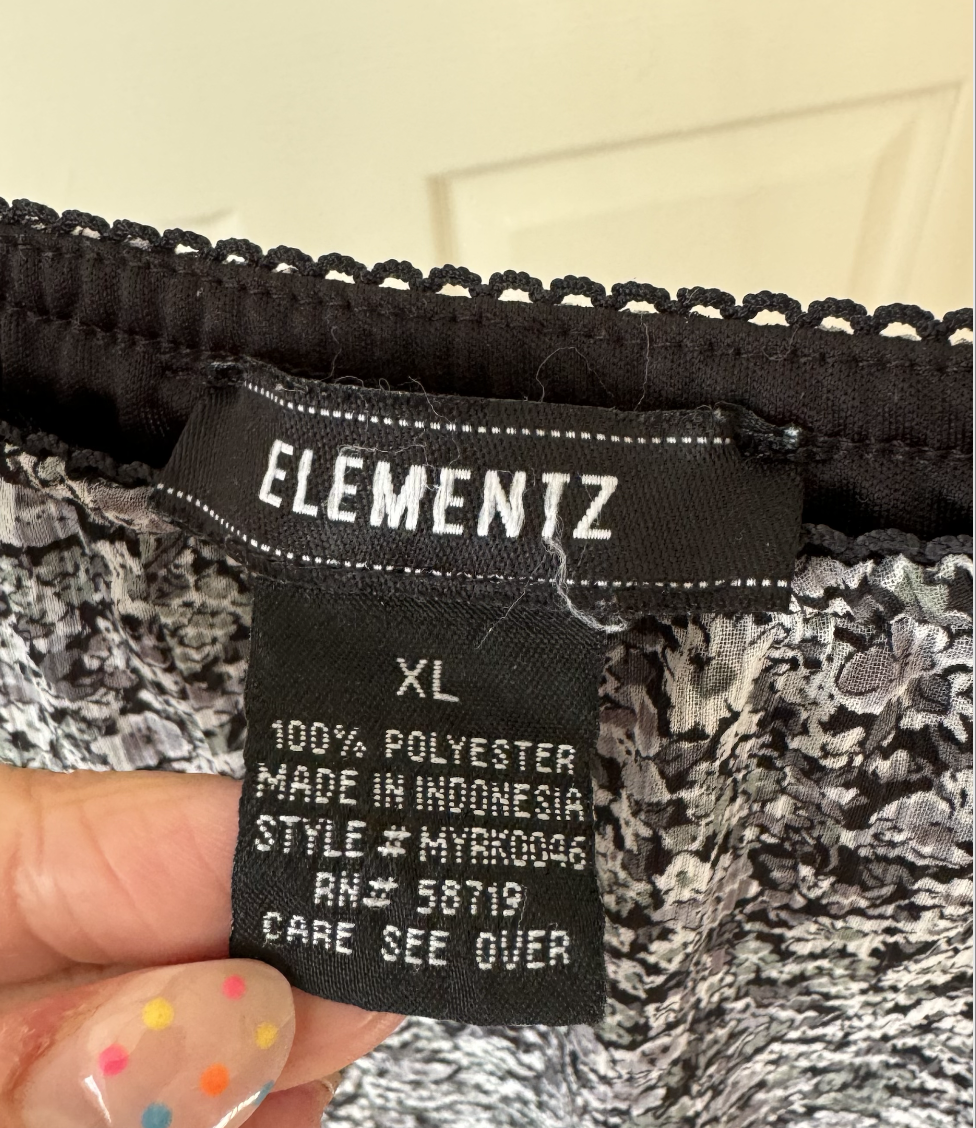 ELEMENTZ
XL
100% POLYESTER
MADE IN INDONESIA
STYLE # MYRK0046
RN# 58719
CARE SEE OVER